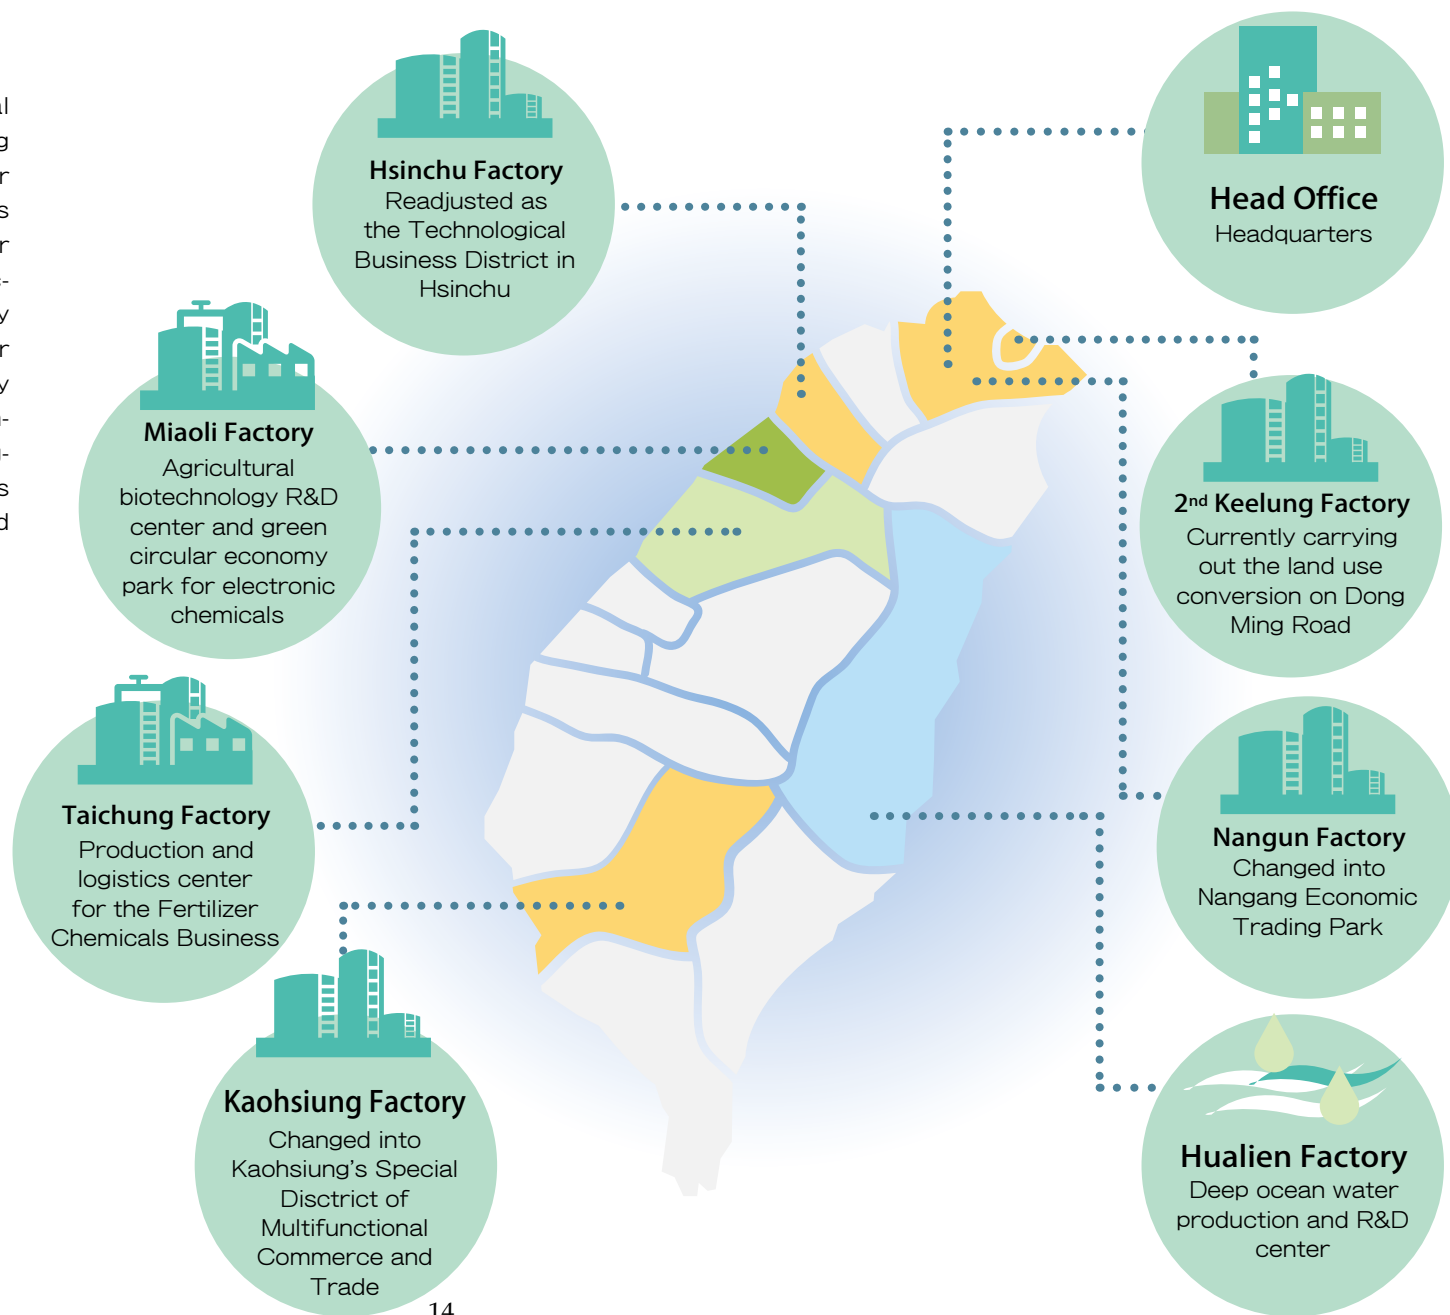 al
g
r
s
r
c-
y
r
y
s
d
Hsinchu Factory
Readjusted as
the Technological
Business District in
Hsinchu
Head Office
Headquarters
Miaoli Factory
Agricultural
biotechnology R&D
center and green
circular economy
park for electronic
chemicals
2nd Keelung Factory
Currently carrying
out the land use
conversion on Dong
Ming Road
Taichung Factory
Production and
logistics center
for the Fertilizer
Chemicals Business
Nangun Factory
Changed into
Nangang Economic
Trading Park
Kaohsiung Factory
Changed into
Kaohsiung's Special
Disctrict of
Multifunctional
Commerce and
Trade
Hualien Factory
Deep ocean water
production and R&D
center
14